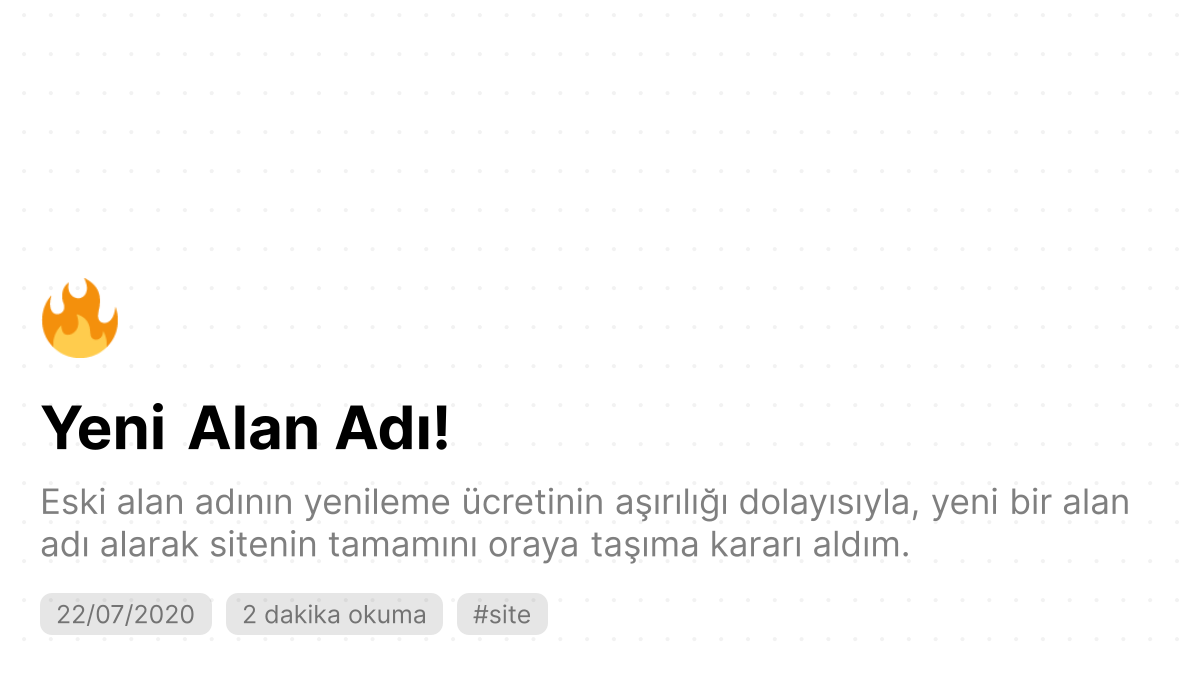 Yeni Alan Adı!
Eski alan adının yenileme ücretinin aşırılığı dolayısıyla, yeni bir alan
adı alarak sitenin tamamını oraya taşıma kararı aldım.
22/07/2020 2 dakika okuma #site